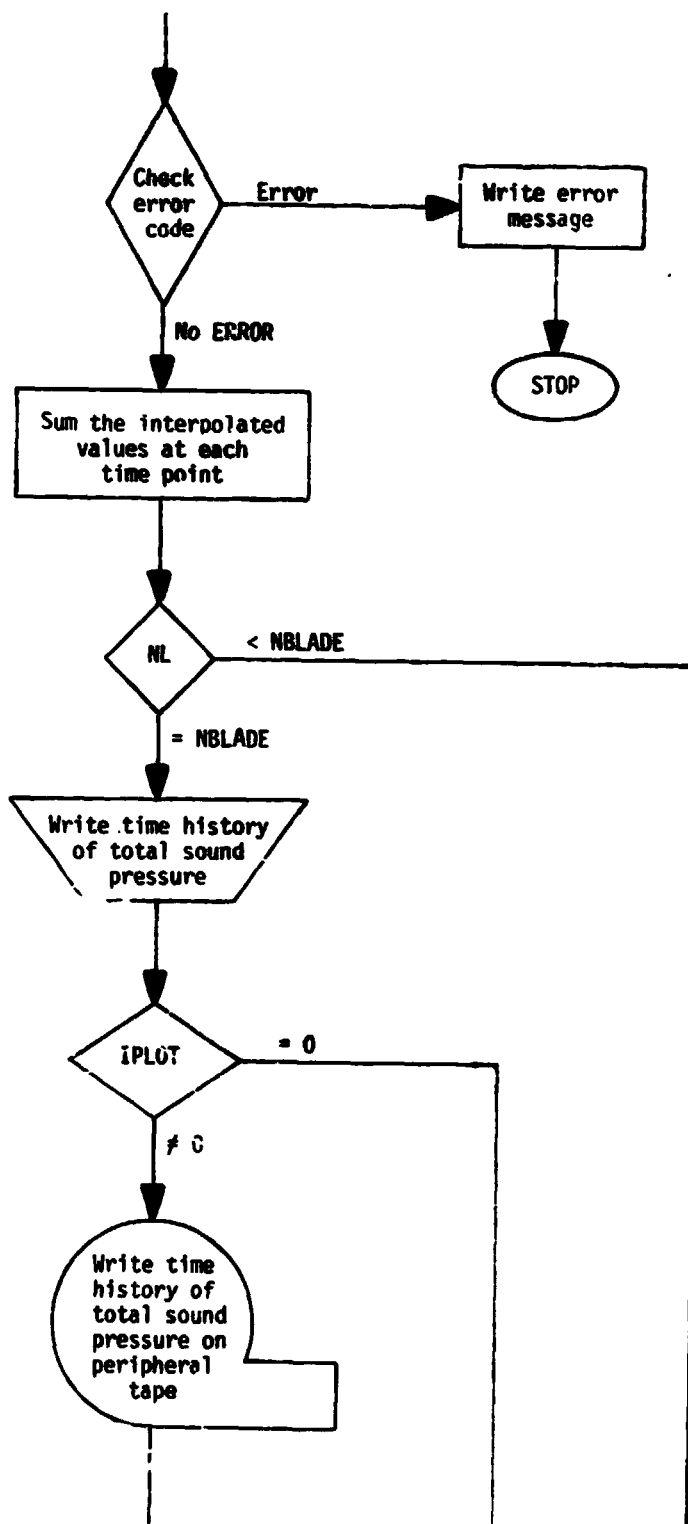 Check
error
code
Error
Write error
message
No ERROR
STOP
Sum the interpolated
values at each
time point
NL
< NBLADE
= NBLADE
Write time history
of total sound
pressure
IPLOT
= 0
≠ 0
Write time
history of
total sound
pressure on
peripheral
tape